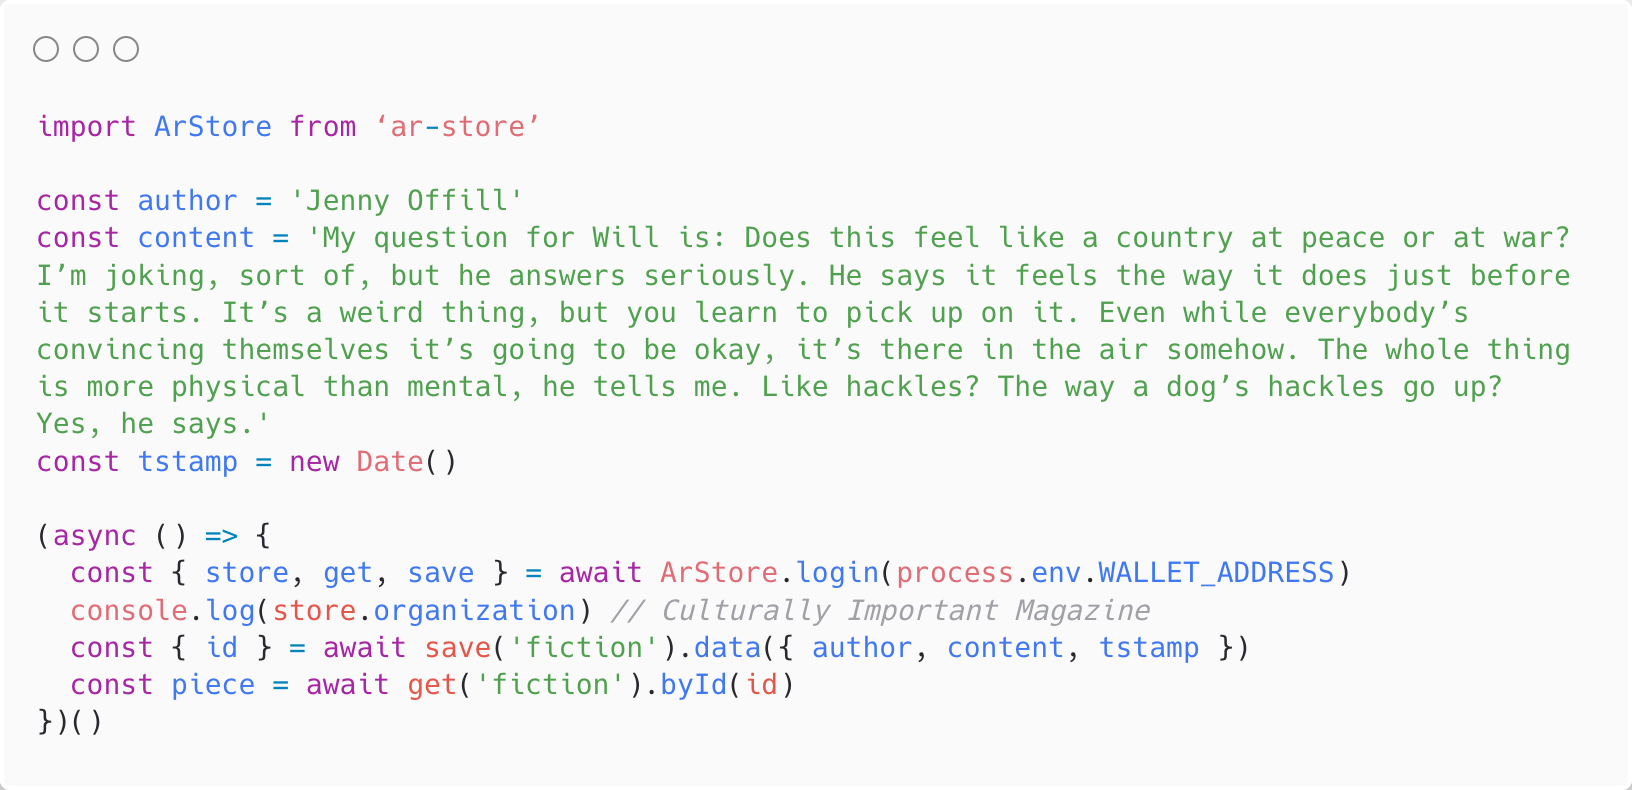 import ArStore from ‘ar-store’
const author = 'Jenny Offill'
const content = 'My question for Will is: Does this feel like a country at peace or at war?
I’m joking, sort of, but he answers seriously. He says it feels the way it does just before
it starts. It’s a weird thing, but you learn to pick up on it. Even while everybody’s
convincing themselves it’s going to be okay, it’s there in the air somehow. The whole thing
is more physical than mental, he tells me. Like hackles? The way a dog’s hackles go up?
Yes, he says.'
const tstamp = new Date()
(async () => {
  const { store, get, save } = await ArStore.login(process.env.WALLET_ADDRESS)
  console.log(store.organization) // Culturally Important Magazine
  const { id } = await save('fiction').data({ author, content, tstamp })
  const piece = await get('fiction').byId(id)
})()